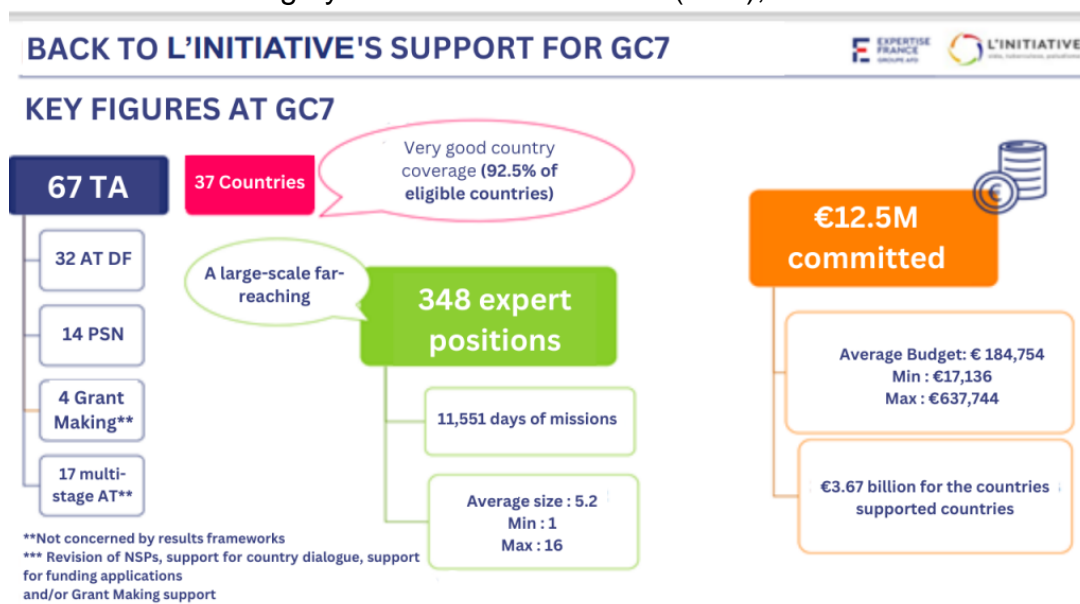 BACK TO L'INITIATIVE'S SUPPORT FOR GC7
EXPERTISE
FRANCE
GROUPE AFD
L'INITIATIVE
sida, tuberculose, paludisme
KEY FIGURES AT GC7
67 TA
37 Countries
Very good country
coverage (92.5% of
eligible countries)
32 AT DF
14 PSN
4 Grant
Making**
17 multi-
stage AT**
A large-scale far-
reaching
348 expert
positions
11,551 days of missions
Average size : 5.2
Min : 1
Max : 16
€12.5M
committed
Average Budget: € 184,754
Min : €17,136
Max : €637,744
€3.67 billion for the countries
supported countries
**Not concerned by results frameworks
*** Revision of NSPs, support for country dialogue, support
for funding applications
and/or Grant Making support